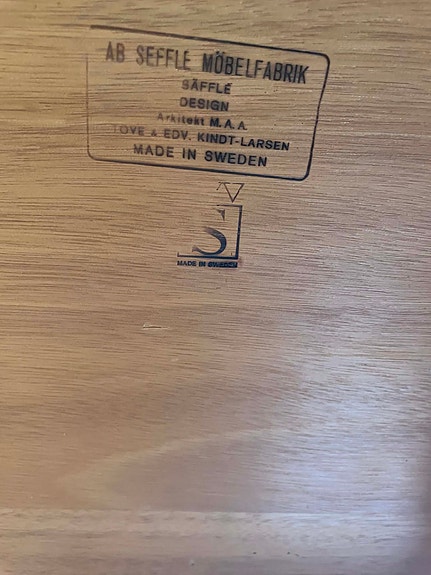 AB SEFFLE MÖBELFABRIK
SÄFFLE
DESIGN
Arkitekt M.A.A.
TOVE & EDV. KINDT-LARSEN
MADE IN SWEDEN
S
MADE IN SWEDEN